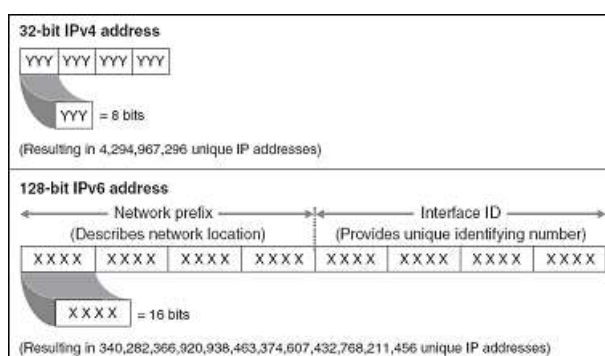 32-bit IPv4 address
YYY YYY YYY YYY
YYY = 8 bits
(Resulting in 4,294,967,296 unique IP addresses)
128-bit IPv6 address
Network prefix Interface ID
(Describes network location) (Provides unique identifying number)
XXXX XXXX XXXX XXXX XXXX XXXX XXXX XXXX
XXXX = 16 bits
(Resulting in 340,282,366,920,938,463,374,607,432,768,211,456 unique IP addresses)